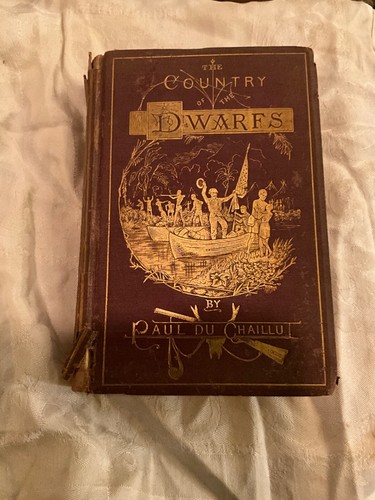 THE
COUNTRY
OF THE
DWARFS
BY
PAUL DU CHAILLU